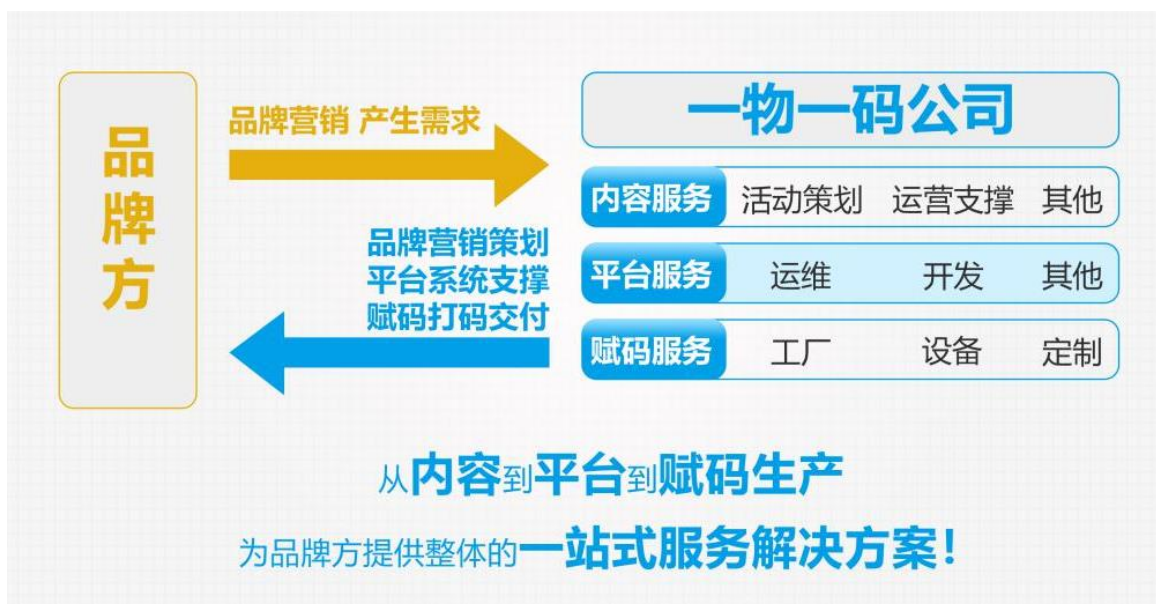 品牌方
品牌营销 产生需求
品牌营销策划
平台系统支撑
赋码打码交付
一物一码公司
内容服务 活动策划 运营支撑 其他
平台服务 运维 开发 其他
赋码服务 工厂 设备 定制
从内容到平台到赋码生产
为品牌方提供整体的一站式服务解决方案!